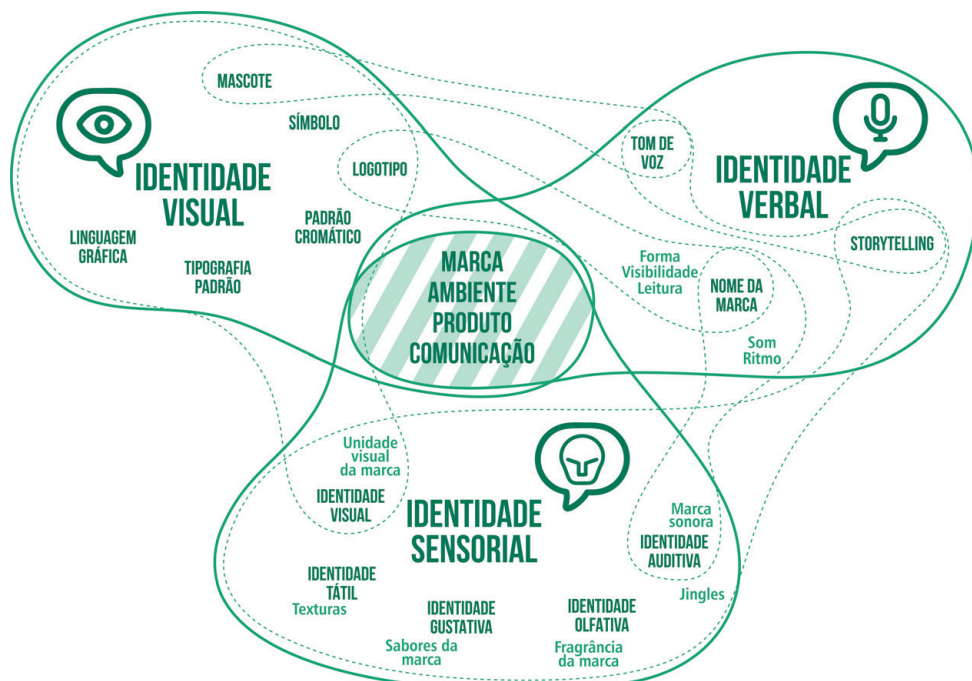 MASCOTE
SÍMBOLO
LOGOTIPO
IDENTIDADE
VISUAL
PADRÃO
CROMÁTICO
LINGUAGEM
GRÁFICA
TIPOGRAFIA
PADRÃO
TOM DE
VOZ
IDENTIDADE
VERBAL
STORYTELLING
Forma
Visibilidade
Leitura
NOME DA
MARCA
Som
Ritmo
MARCA
AMBIENTE
PRODUTO
COMUNICAÇÃO
Unidade
visual
da marca
IDENTIDADE
VISUAL
IDENTIDADE
SENSORIAL
Marca
sonora
IDENTIDADE
AUDITIVA
Jingles
IDENTIDADE
TÁTIL
Texturas
IDENTIDADE
GUSTATIVA
Sabores da
marca
IDENTIDADE
OLFATIVA
Fragrância
da marca